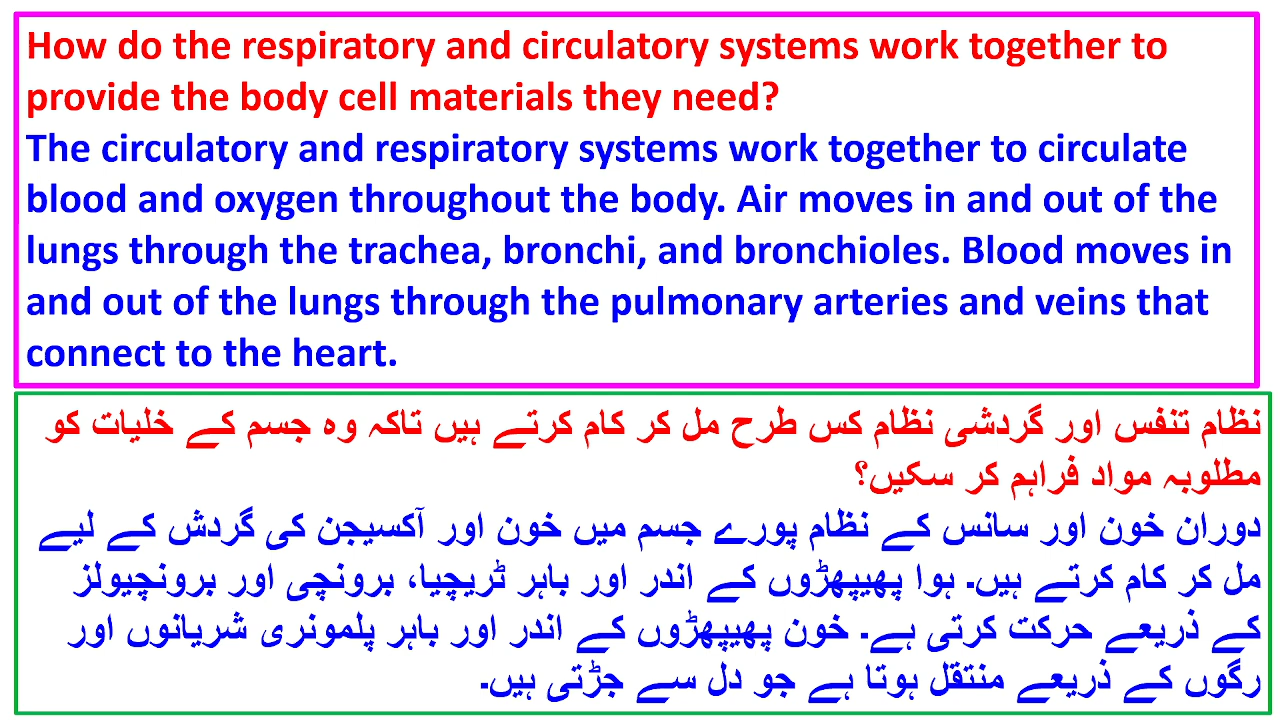 How do the respiratory and circulatory systems work together to
provide the body cell materials they need?
The circulatory and respiratory systems work together to circulate
blood and oxygen throughout the body. Air moves in and out of the
lungs through the trachea, bronchi, and bronchioles. Blood moves in
and out of the lungs through the pulmonary arteries and veins that
connect to the heart.
نظام تنفس اور گردشی نظام کس طرح مل کر کام کرتے ہیں تاکہ وہ جسم کے خلیات کو
مطلوبہ مواد فراہم کر سکیں؟
دوران خون اور سانس کے نظام پورے جسم میں خون اور آکسیجن کی گردش کے لیے
مل کر کام کرتے ہیں۔ ہوا پھیپھڑوں کے اندر اور باہر ٹریچیا، برونچی اور برونچیولز
کے ذریعے حرکت کرتی ہے۔ خون پھیپھڑوں کے اندر اور باہر پلمونری شریانوں اور
رگوں کے ذریعے منتقل ہوتا ہے جو دل سے جڑتی ہیں۔